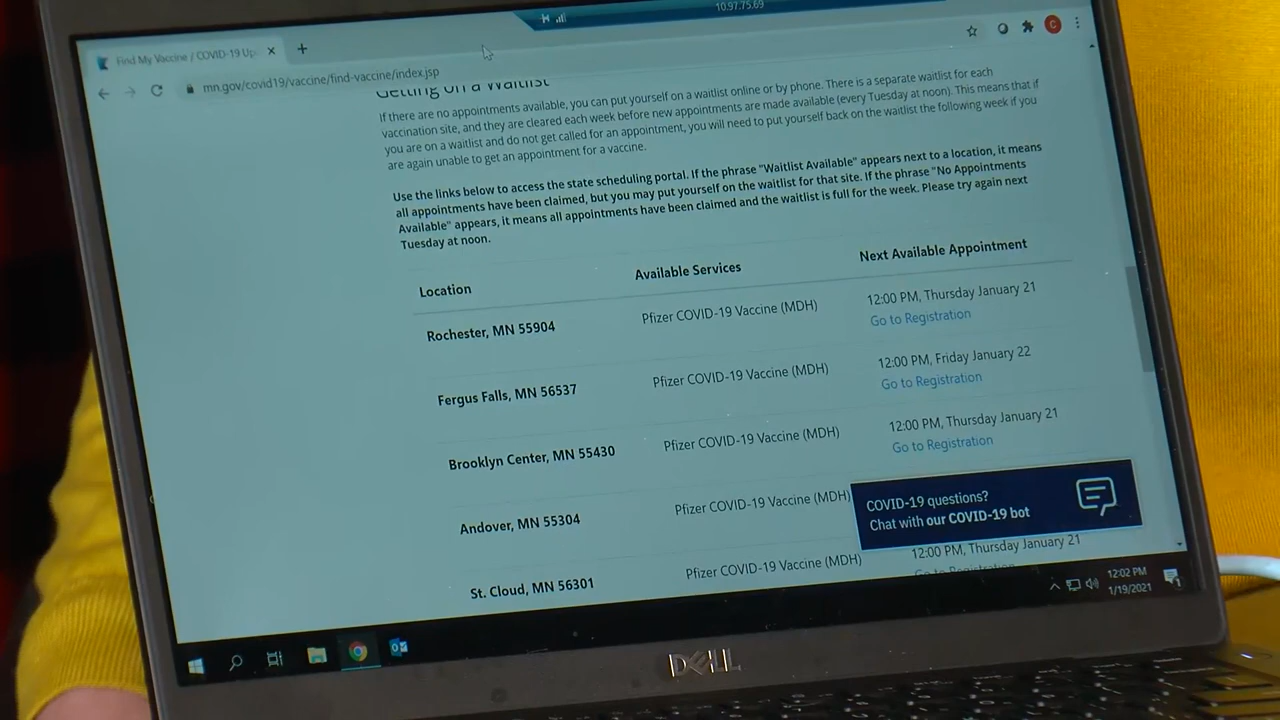 10.97.75.69
Find My Vaccine / COVID-19 Up
mn.gov/covid19/vaccine/find-vaccine/index.jsp
C
Getting on a Waitlist
If there are no appointments available, you can put yourself on a waitlist online or by phone. There is a separate waitlist for each
vaccination site, and they are cleared each week before new appointments are made available (every Tuesday at noon). This means that if
you are on a waitlist and do not get called for an appointment, you will need to put yourself back on the waitlist the following week if you
are again unable to get an appointment for a vaccine.
Use the links below to access the state scheduling portal. If the phrase "Waitlist Available" appears next to a location, it means
all appointments have been claimed, but you may put yourself on the waitlist for that site. If the phrase "No Appointments
Available" appears, it means all appointments have been claimed and the waitlist is full for the week. Please try again next
Tuesday at noon.
Location Available Services Next Available Appointment
Rochester, MN 55904 Pfizer COVID-19 Vaccine (MDH) 12:00 PM, Thursday January 21
Go to Registration
Fergus Falls, MN 56537 Pfizer COVID-19 Vaccine (MDH) 12:00 PM, Friday January 22
Go to Registration
Brooklyn Center, MN 55430 Pfizer COVID-19 Vaccine (MDH) 12:00 PM, Thursday January 21
Go to Registration
Andover, MN 55304 Pfizer COVID-19 Vaccine (MDH)
COVID-19 questions?
Chat with our COVID-19 bot
St. Cloud, MN 56301 Pfizer COVID-19 Vaccine (MDH) 12:00 PM, Thursday January 21
Go to Registration
12:02 PM
1/19/2021
1
DELL